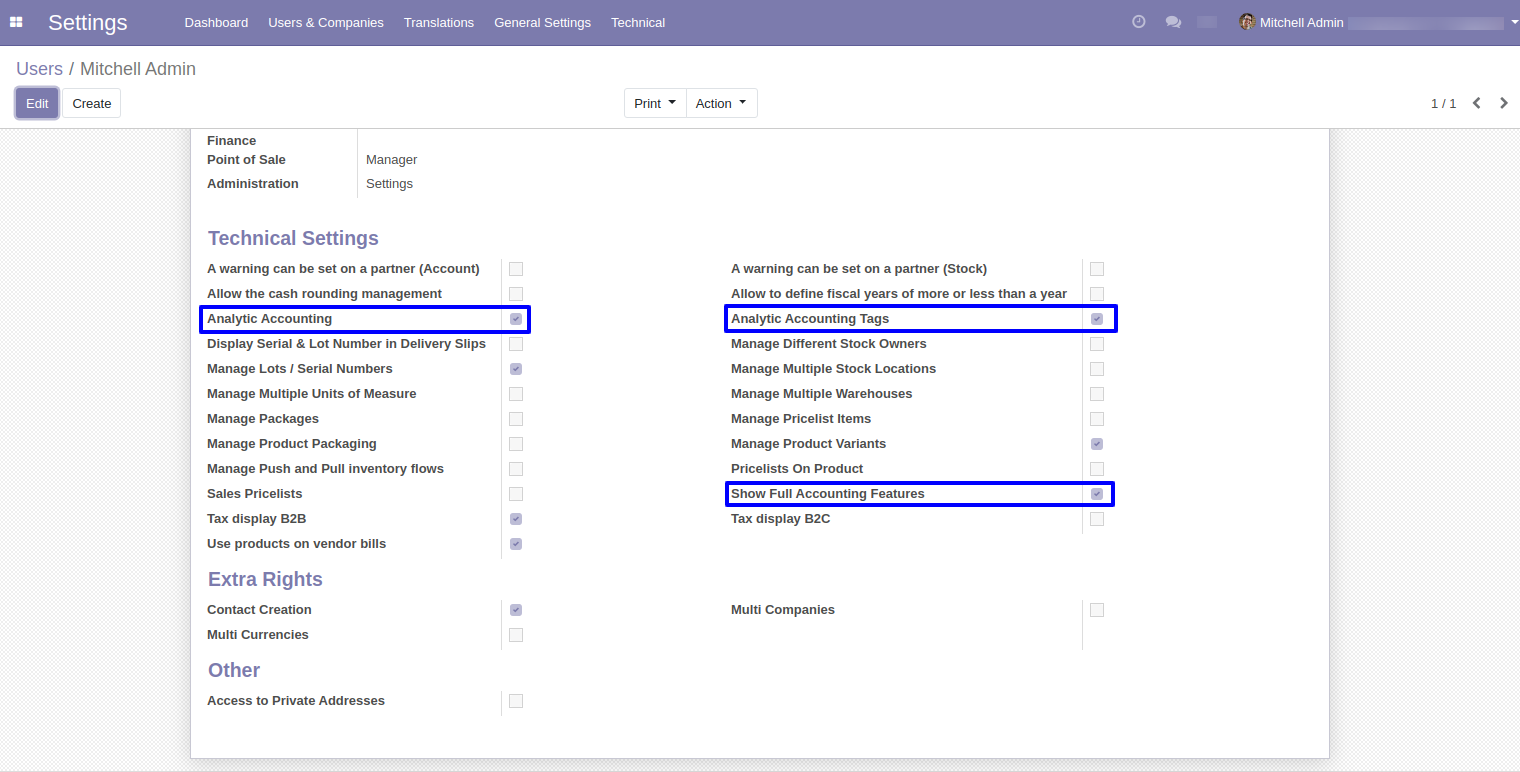 Settings Dashboard Users & Companies Translations General Settings Technical Mitchell Admin
Users / Mitchell Admin
Edit Create Print Action 1 / 1
Finance
Point of Sale Manager
Administration Settings
Technical Settings
A warning can be set on a partner (Account) A warning can be set on a partner (Stock)
Allow the cash rounding management Allow to define fiscal years of more or less than a year
Analytic Accounting Analytic Accounting Tags
Display Serial & Lot Number in Delivery Slips Manage Different Stock Owners
Manage Lots / Serial Numbers Manage Multiple Stock Locations
Manage Multiple Units of Measure Manage Multiple Warehouses
Manage Packages Manage Pricelist Items
Manage Product Packaging Manage Product Variants
Manage Push and Pull inventory flows Pricelists On Product
Sales Pricelists Show Full Accounting Features
Tax display B2B Tax display B2C
Use products on vendor bills
Extra Rights
Contact Creation Multi Companies
Multi Currencies
Other
Access to Private Addresses